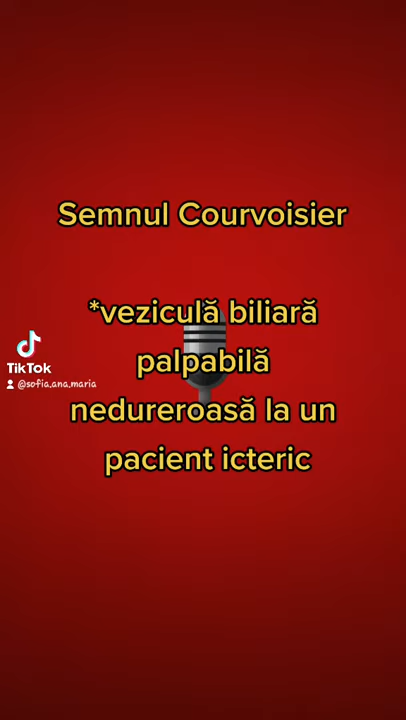 Semnul Courvoisier
*veziculă biliară
palpabilă
nedureroasă la un
pacient icteric
TikTok
@sofia,ana,maria